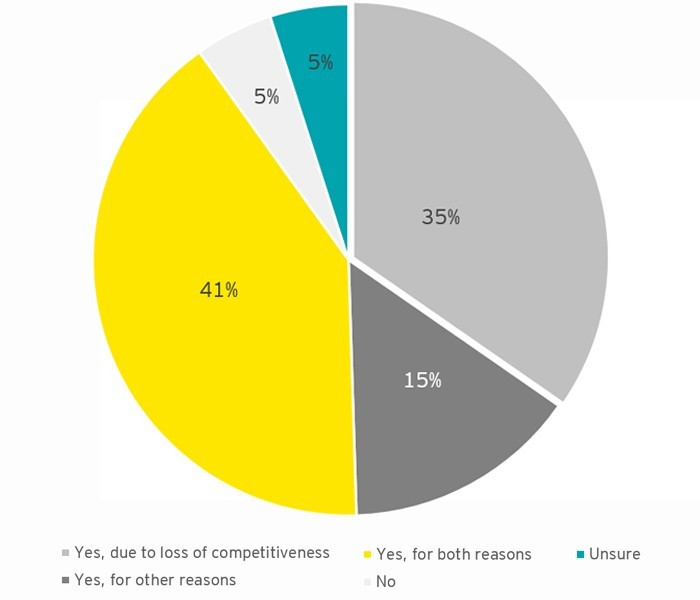 5%
5%
35%
41%
15%
Yes, due to loss of competitiveness
Yes, for both reasons
Unsure
Yes, for other reasons
No